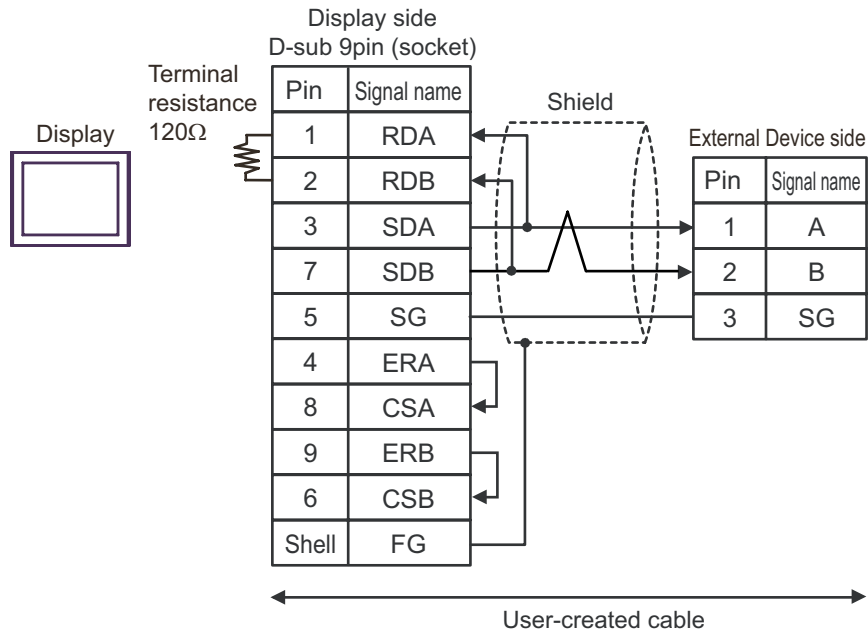 Display side
D-sub 9pin (socket)
Terminal
resistance
120Ω
Display
Shield
External Device side
Pin Signal name
1 RDA
2 RDB
3 SDA
7 SDB
5 SG
4 ERA
8 CSA
9 ERB
6 CSB
Shell FG
Pin Signal name
1 A
2 B
3 SG
User-created cable